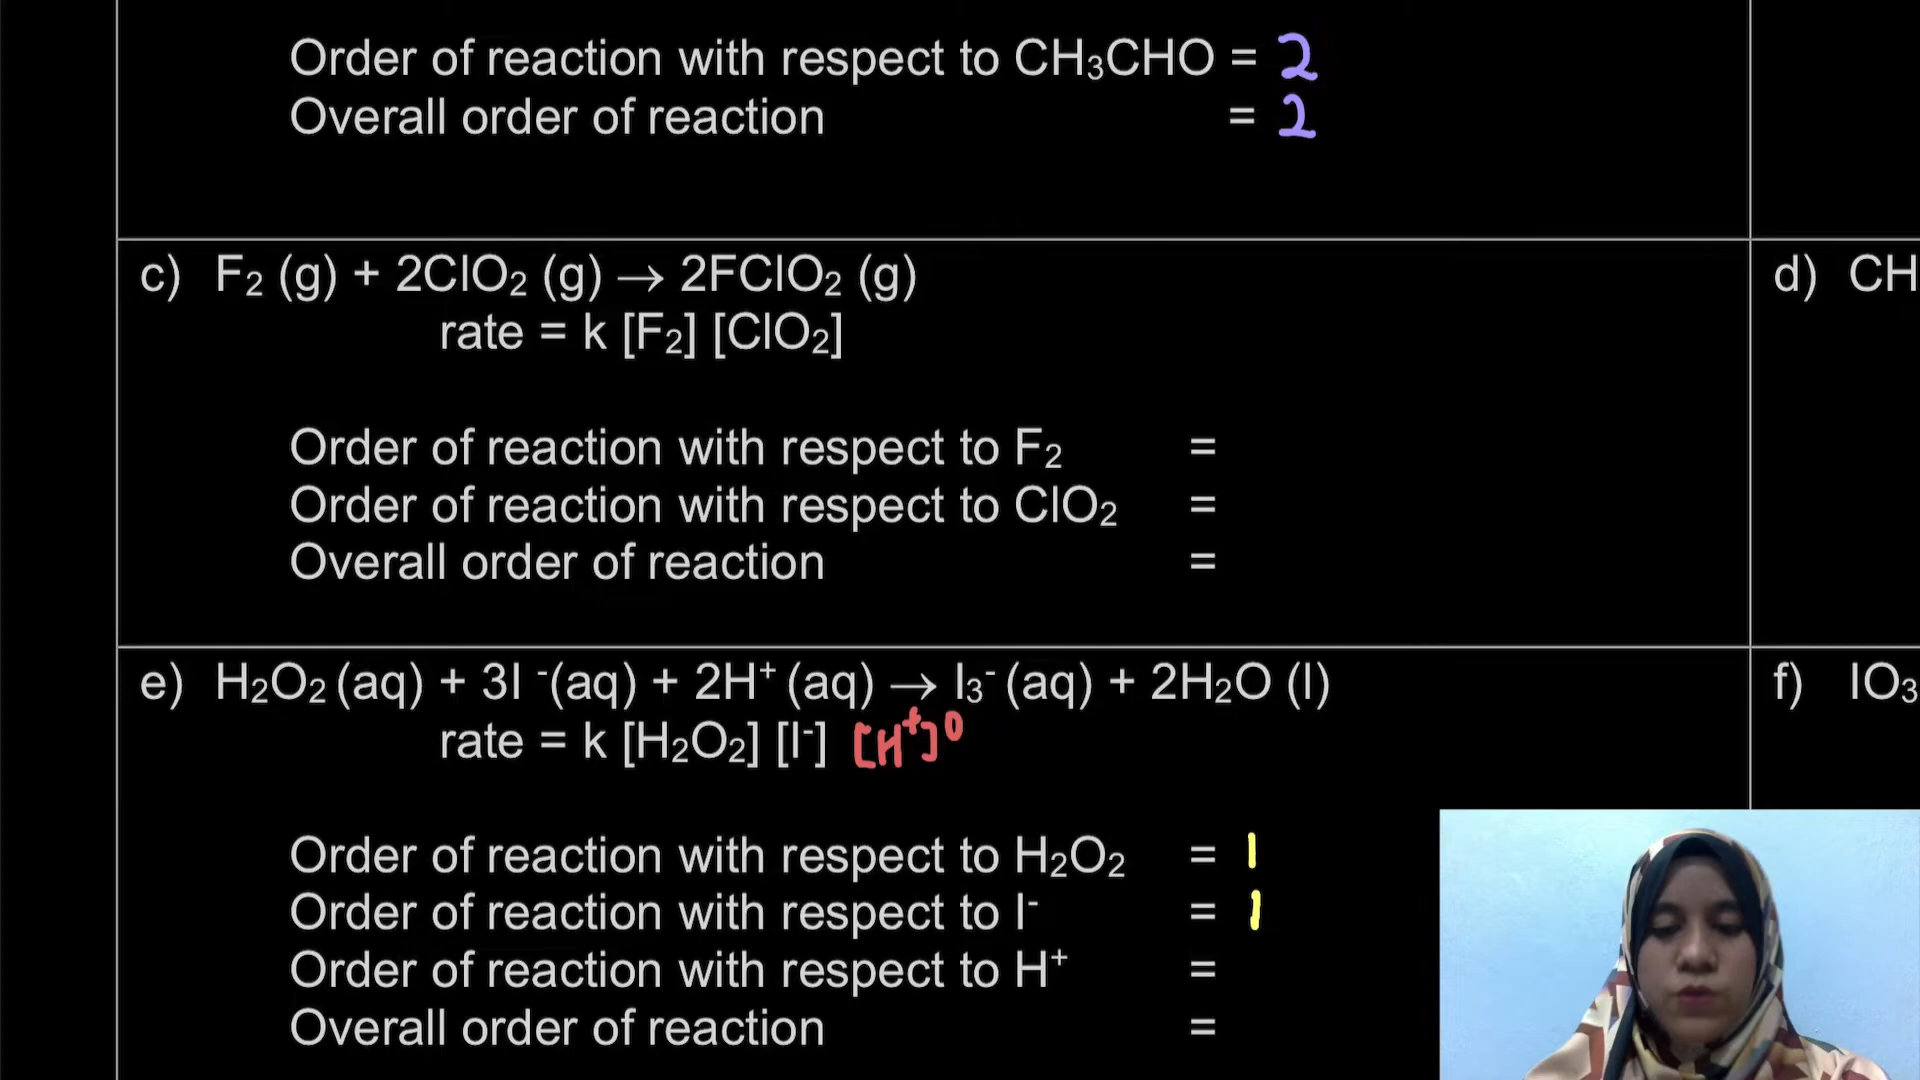 Order of reaction with respect to CH₃CHO = 2
Overall order of reaction = 2
c) F₂ (g) + 2ClO₂ (g) → 2FClO₂ (g)
rate = k [F₂] [ClO₂]
Order of reaction with respect to F₂ =
Order of reaction with respect to ClO₂ =
Overall order of reaction =
d) CH
e) H₂O₂ (aq) + 3I ⁻(aq) + 2H⁺ (aq) → I₃⁻ (aq) + 2H₂O (l)
rate = k [H₂O₂] [I⁻] [H⁺]⁰
Order of reaction with respect to H₂O₂ = 1
Order of reaction with respect to I⁻ = 1
Order of reaction with respect to H⁺ =
Overall order of reaction =
f) IO₃